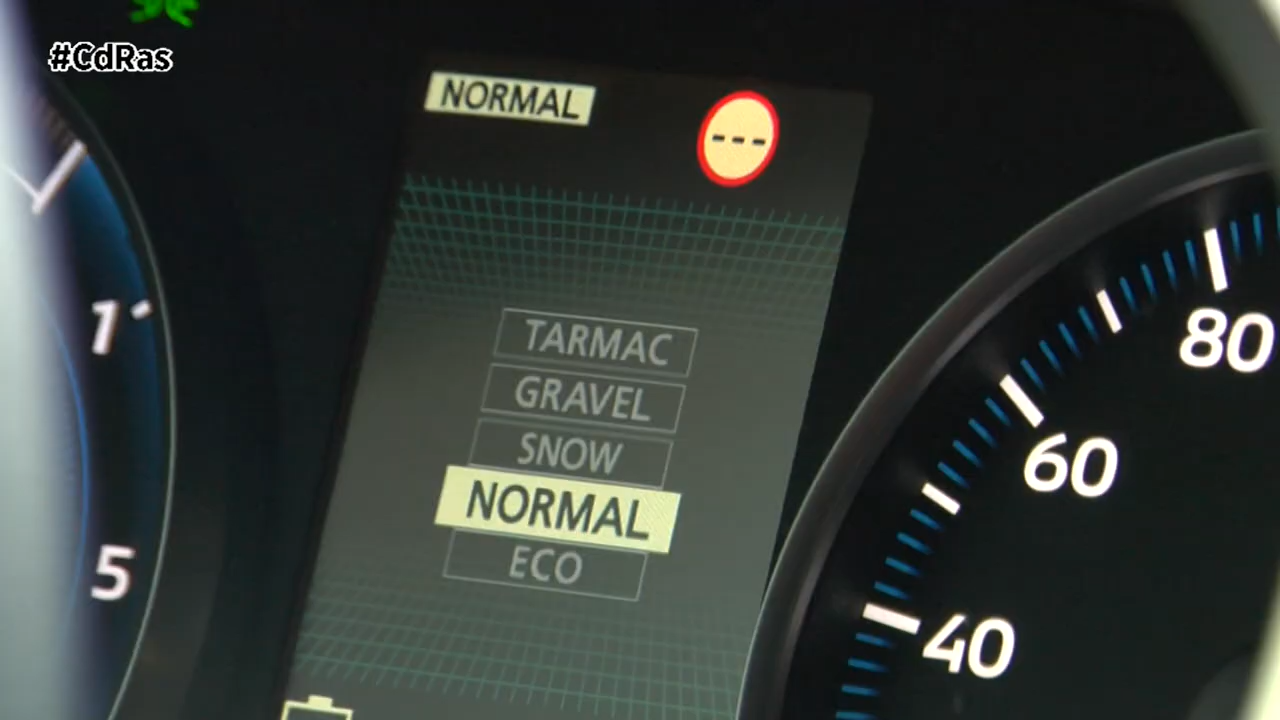 #CdRas
NORMAL
---
TARMAC
GRAVEL
SNOW
NORMAL
ECO
1
5
80
60
40